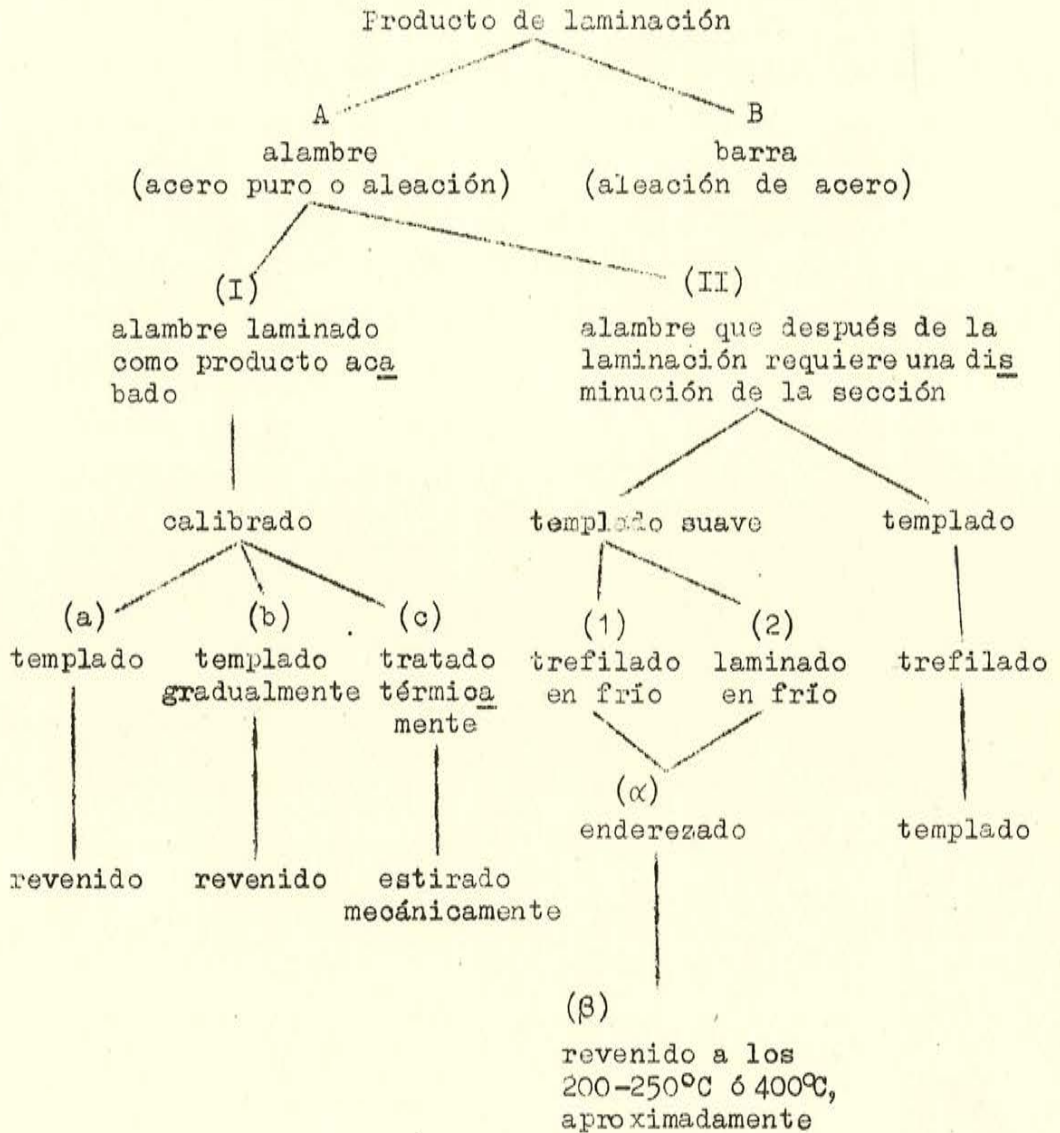 Producto de laminación
A
alambre
(acero puro o aleación)
B
barra
(aleación de acero)
(I)
alambre laminado
como producto aca
bado
(II)
alambre que después de la
laminación requiere una dis
minución de la sección
calibrado
templado suave
templado
(a)
templado
(b)
templado
gradualmente
(c)
tratado
térmica
mente
(1)
trefilado
en frío
(2)
laminado
en frío
trefilado
(α)
enderezado
templado
revenido
revenido
estirado
mecánicamente
(β)
revenido a los
200-250°C ó 400°C,
aproximadamente